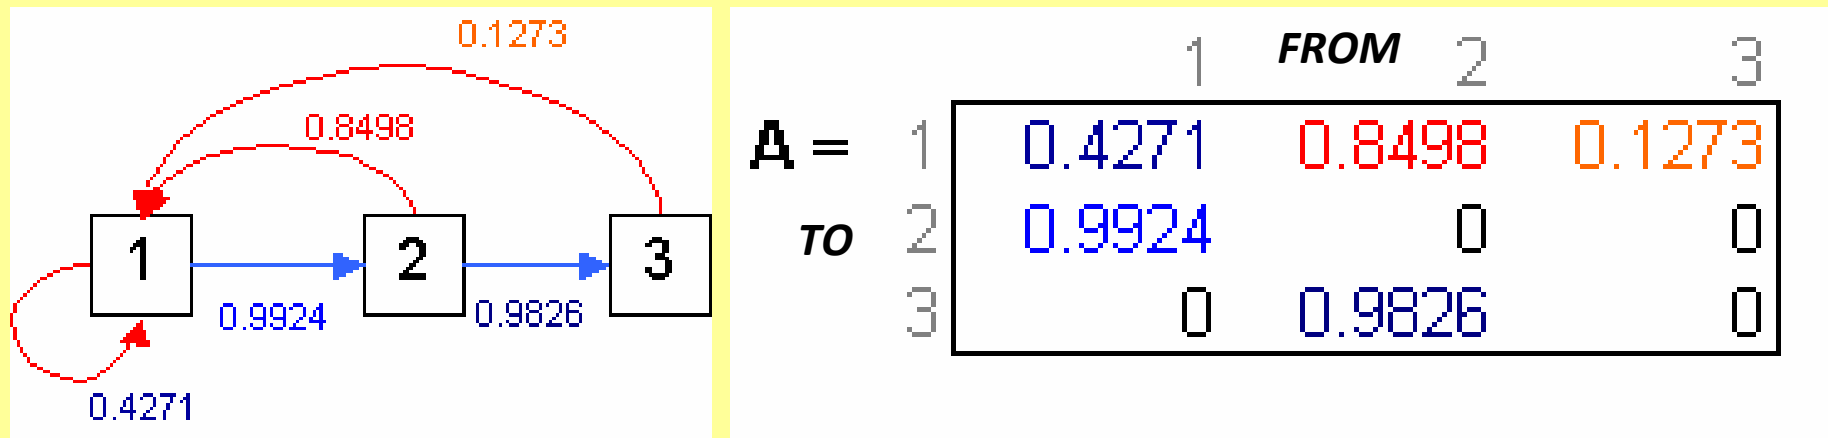 0.1273
0.8498
1 2 3
0.9924 0.9826
0.4271
1 FROM 2 3
A = 1 0.4271 0.8498 0.1273
TO 2 0.9924 0 0
3 0 0.9826 0